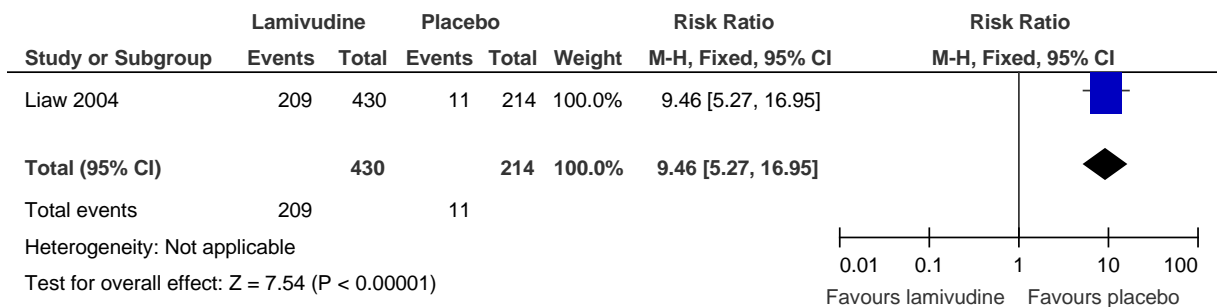 Lamivudine Placebo Risk Ratio Risk Ratio
Study or Subgroup Events Total Events Total Weight M-H, Fixed, 95% CI M-H, Fixed, 95% CI
Liaw 2004 209 430 11 214 100.0% 9.46 [5.27, 16.95]
Total (95% CI) 430 214 100.0% 9.46 [5.27, 16.95]
Total events 209 11
Heterogeneity: Not applicable
Test for overall effect: Z = 7.54 (P < 0.00001)
0.01 0.1 1 10 100
Favours lamivudine Favours placebo